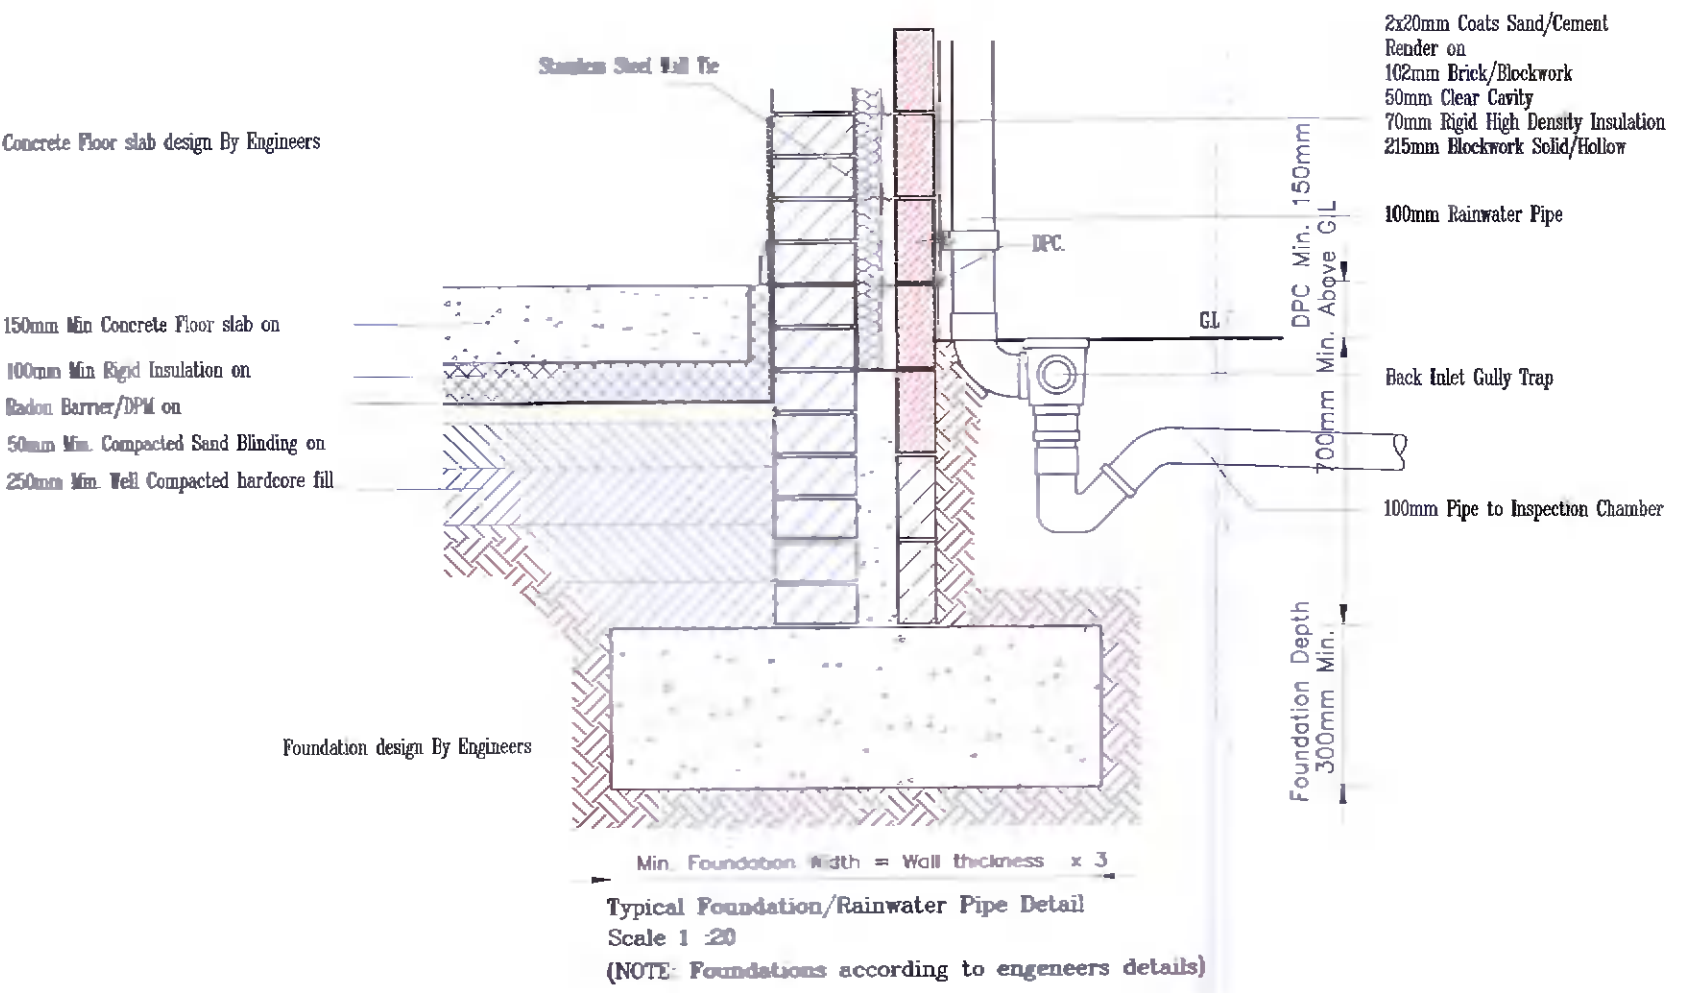 2x20mm Coats Sand/Cement
Render on
102mm Brick/Blockwork
50mm Clear Cavity
70mm Rigid High Density Insulation
215mm Blockwork Solid/Hollow
Stainless Steel Wall Tie
Concrete Floor slab design By Engineers
DPC Min. 150mm
Above G.L
100mm Rainwater Pipe
DPC.
G.L
150mm Min Concrete Floor slab on
100mm Min Rigid Insulation on
Radon Barrier/DPM on
50mm Min. Compacted Sand Blinding on
250mm Min. Well Compacted hardcore fill
Back Inlet Gully Trap
700mm Min.
100mm Pipe to Inspection Chamber
Foundation Depth
300mm Min.
Foundation design By Engineers
Min. Foundation Width = Wall thickness x 3
Typical Foundation/Rainwater Pipe Detail
Scale 1 :20
(NOTE: Foundations according to engeneers details)